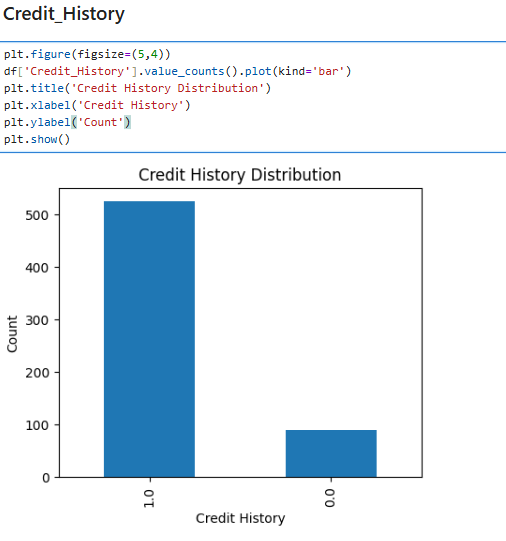 Credit_History
plt.figure(figsize=(5,4))
df['Credit_History'].value_counts().plot(kind='bar')
plt.title('Credit History Distribution')
plt.xlabel('Credit History')
plt.ylabel('Count')
plt.show()
Credit History Distribution
500
400
300
200
100
0
Count
1.0
0.0
Credit History